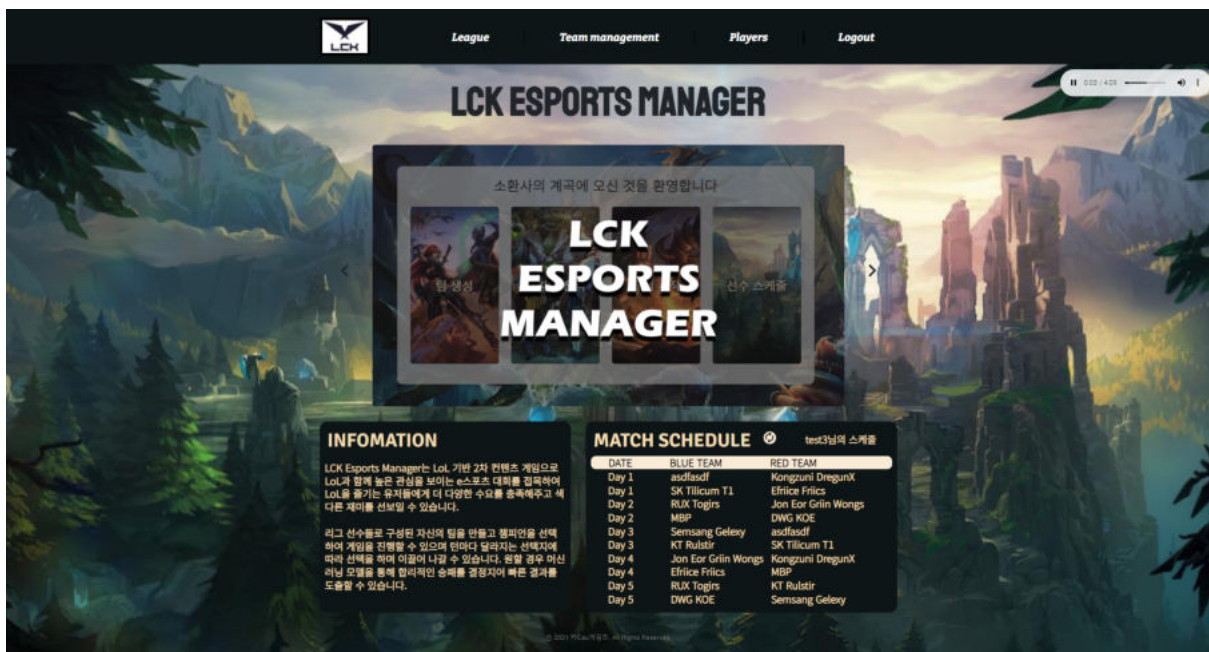 LCK
League
Team management
Players
Logout
0:05 / 4:09
LCK ESPORTS MANAGER
소환사의 계곡에 오신 것을 환영합니다
팀 생성
선수 스케줄
LCK
ESPORTS
MANAGER
INFOMATION
LCK Esports Manager는 LoL 기반 2차 컨텐츠 게임으로
LoL과 함께 높은 관심을 보이는 e스포츠 대회를 접목하여
LoL을 즐기는 유저들에게 더 다양한 수요를 충족해주고 색
다른 재미를 선보일 수 있습니다.
리그 선수들로 구성된 자신의 팀을 만들고 챔피언을 선택
하여 게임을 진행할 수 있으며 턴마다 달라지는 선택지에
따라 선택을 하며 이끌어 나갈 수 있습니다. 원할 경우 머신
러닝 모델을 통해 합리적인 승패를 결정지어 빠른 결과를
도출할 수 있습니다.
MATCH SCHEDULE test3님의 스케줄
DATE BLUE TEAM RED TEAM
Day 1 asdfasdf Kongzuni DregunX
Day 1 SK Tilicum T1 Efriice Friics
Day 2 RUX Togirs Jon Eor Griin Wongs
Day 2 MBP DWG KOE
Day 3 Semsang Gelexy asdfasdf
Day 3 KT Rulstir SK Tilicum T1
Day 4 Jon Eor Griin Wongs Kongzuni DregunX
Day 4 Efriice Friics MBP
Day 5 RUX Togirs KT Rulstir
Day 5 DWG KOE Semsang Gelexy
© 2021 All Rights Reserved